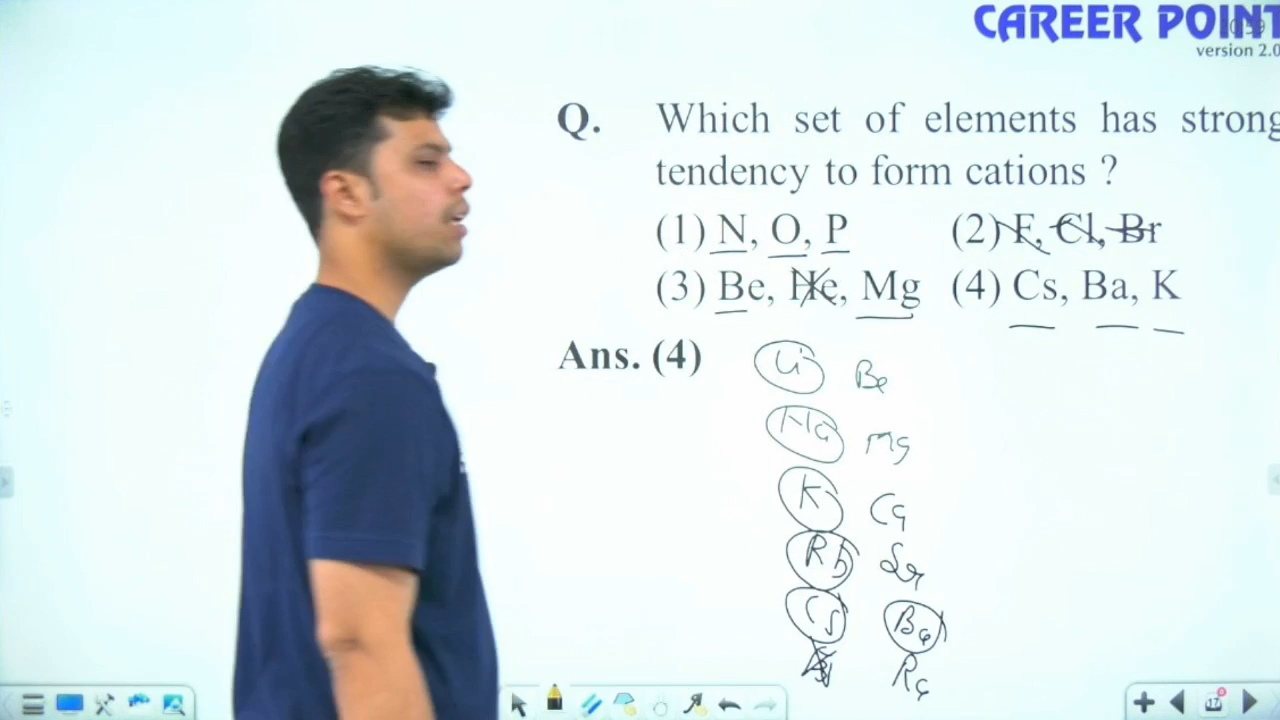 CAREER POINT
version 2.0
Q. Which set of elements has strong
tendency to form cations ?
(1) N, O, P (2) F, Cl, Br
(3) Be, He, Mg (4) Cs, Ba, K
Ans. (4)
Li Be
Na Mg
K Ca
Rb Sr
Cs Ba
Ra
17